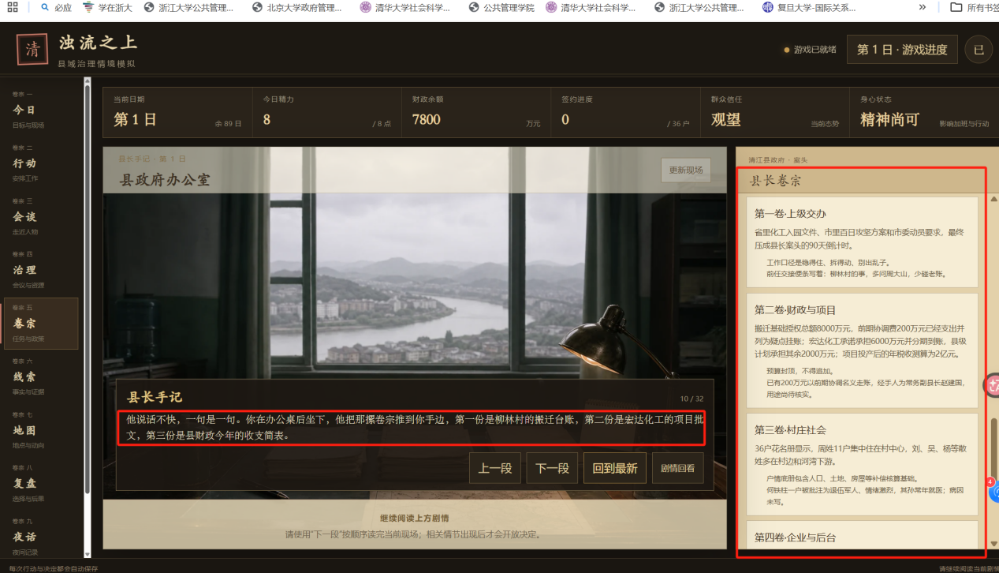 必应
学在浙大
浙江大学公共管理...
北京大学政府管理...
清华大学社会科学...
公共管理学院
清华大学社会科学...
浙江大学公共管理...
复旦大学-国际关系...
»
所有书签
清
浊流之上
县域治理情境模拟
游戏已就绪
第 1 日 · 游戏进度
已
卷宗 一
今日
目标与现场
卷宗 二
行动
安排工作
卷宗 三
会谈
走近人物
卷宗 四
治理
会议与资源
卷宗 五
卷宗
任务与政策
卷宗 六
线索
事实与证据
卷宗 七
地图
地点与动向
卷宗 八
复盘
选择与后果
卷宗 九
夜话
夜间记录
当前日期
第 1 日
余 89 日
今日精力
8
/ 8 点
财政余额
7800
万元
签约进度
0
/ 36 户
群众信任
观望
当前态势
身心状态
精神尚可
影响加班与行动
县长手记 · 第 1 日
县政府办公室
更新现场
县长手记
10 / 32
他说话不快，一句是一句。你在办公桌后坐下，他把那摞卷宗推到你手边，第一份是柳林村的搬迁台账，第二份是宏达化工的项目批
文，第三份是县财政今年的收支简表。
上一段
下一段
回到最新
剧情回看
继续阅读上方剧情
请使用“下一段”按顺序读完当前现场；相关情节出现后才会开放决定。
清江县政府 · 案头
县长卷宗
第一卷·上级交办
省里化工入园文件、市里百日攻坚方案和市委动员要求，最终
压成县长案头的90天倒计时。
工作口径是稳得住、拆得动、别出乱子。
前任交接便条写着：柳林村的事，多问周大山，少碰老账。
第二卷·财政与项目
搬迁基础授权总额8000万元，前期协调费200万元已经支出并
列为疑点挂账；宏达化工承诺承担6000万元并分期到账，县级
计划承担其余2000万元；项目投产后的年税收测算为2亿元。
预算封顶，不得追加。
已有200万元以前期协调名义走账，经手人为常务副县长赵建国，
用途尚待核实。
第三卷·村庄社会
36户花名册显示，周姓11户集中住在村中心，刘、吴、杨等散
姓多在村边和河湾下游。
户情底册包含人口、土地、房屋等补偿核算基础。
何铁柱一户被批注为退伍军人、情绪激烈，其孙常年就医；病因
未写。
第四卷·企业与后台
4
每次行动与决定都会自动保存
请继续阅读当前剧情